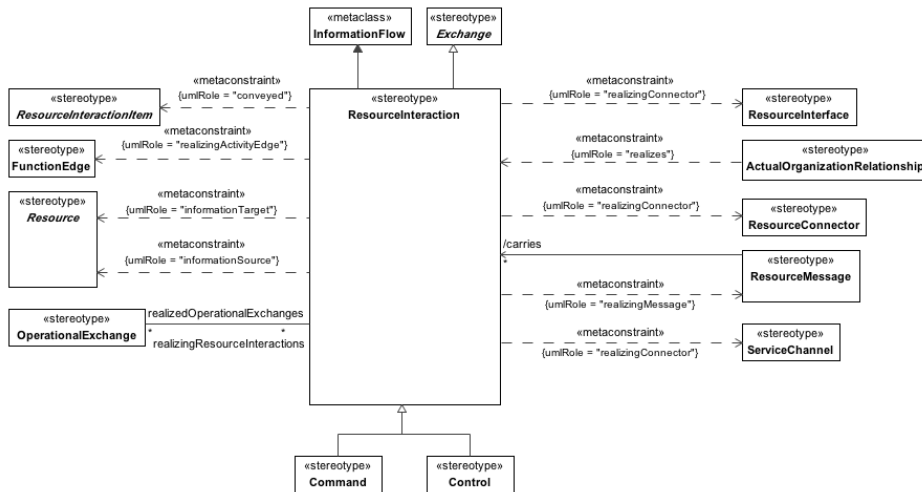 «metaclass»
InformationFlow
«stereotype»
Exchange
«stereotype»
ResourceInteraction
«metaconstraint»
{umlRole = "conveyed"}
«stereotype»
ResourceInteractionItem
«metaconstraint»
{umlRole = "realizingActivityEdge"}
«stereotype»
FunctionEdge
«metaconstraint»
{umlRole = "informationTarget"}
«stereotype»
Resource
«metaconstraint»
{umlRole = "informationSource"}
«stereotype»
OperationalExchange
realizedOperationalExchanges
* *
realizingResourceInteractions
«metaconstraint»
{umlRole = "realizingConnector"}
«stereotype»
ResourceInterface
«metaconstraint»
{umlRole = "realizes"}
«stereotype»
ActualOrganizationRelationship
«metaconstraint»
{umlRole = "realizingConnector"}
«stereotype»
ResourceConnector
/carries
*
«stereotype»
ResourceMessage
«metaconstraint»
{umlRole = "realizingMessage"}
«metaconstraint»
{umlRole = "realizingConnector"}
«stereotype»
ServiceChannel
«stereotype»
Command
«stereotype»
Control